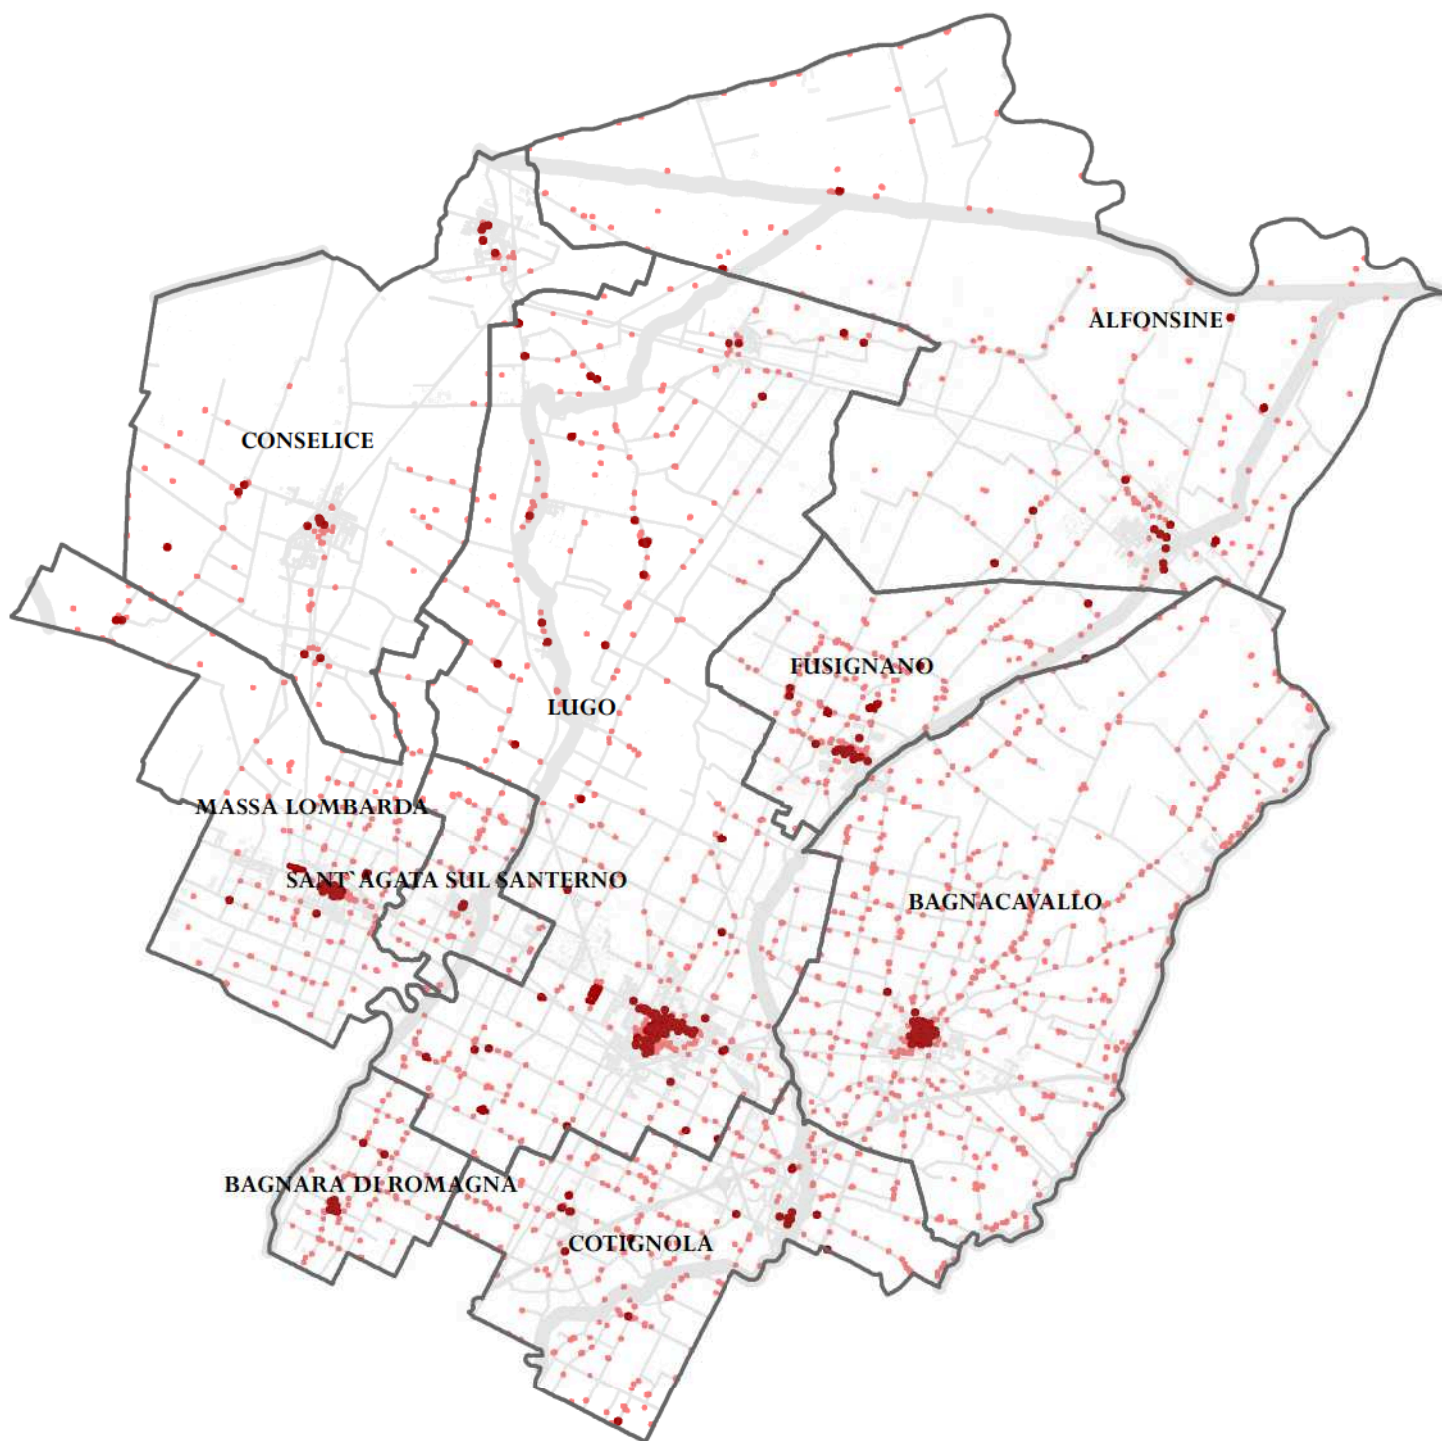 ALFONSINE
CONSELICE
FUSIGNANO
LUGO
MASSA LOMBARDA
SANT`AGATA SUL SANTERNO
BAGNACAVALLO
BAGNARA DI ROMAGNA
COTIGNOLA